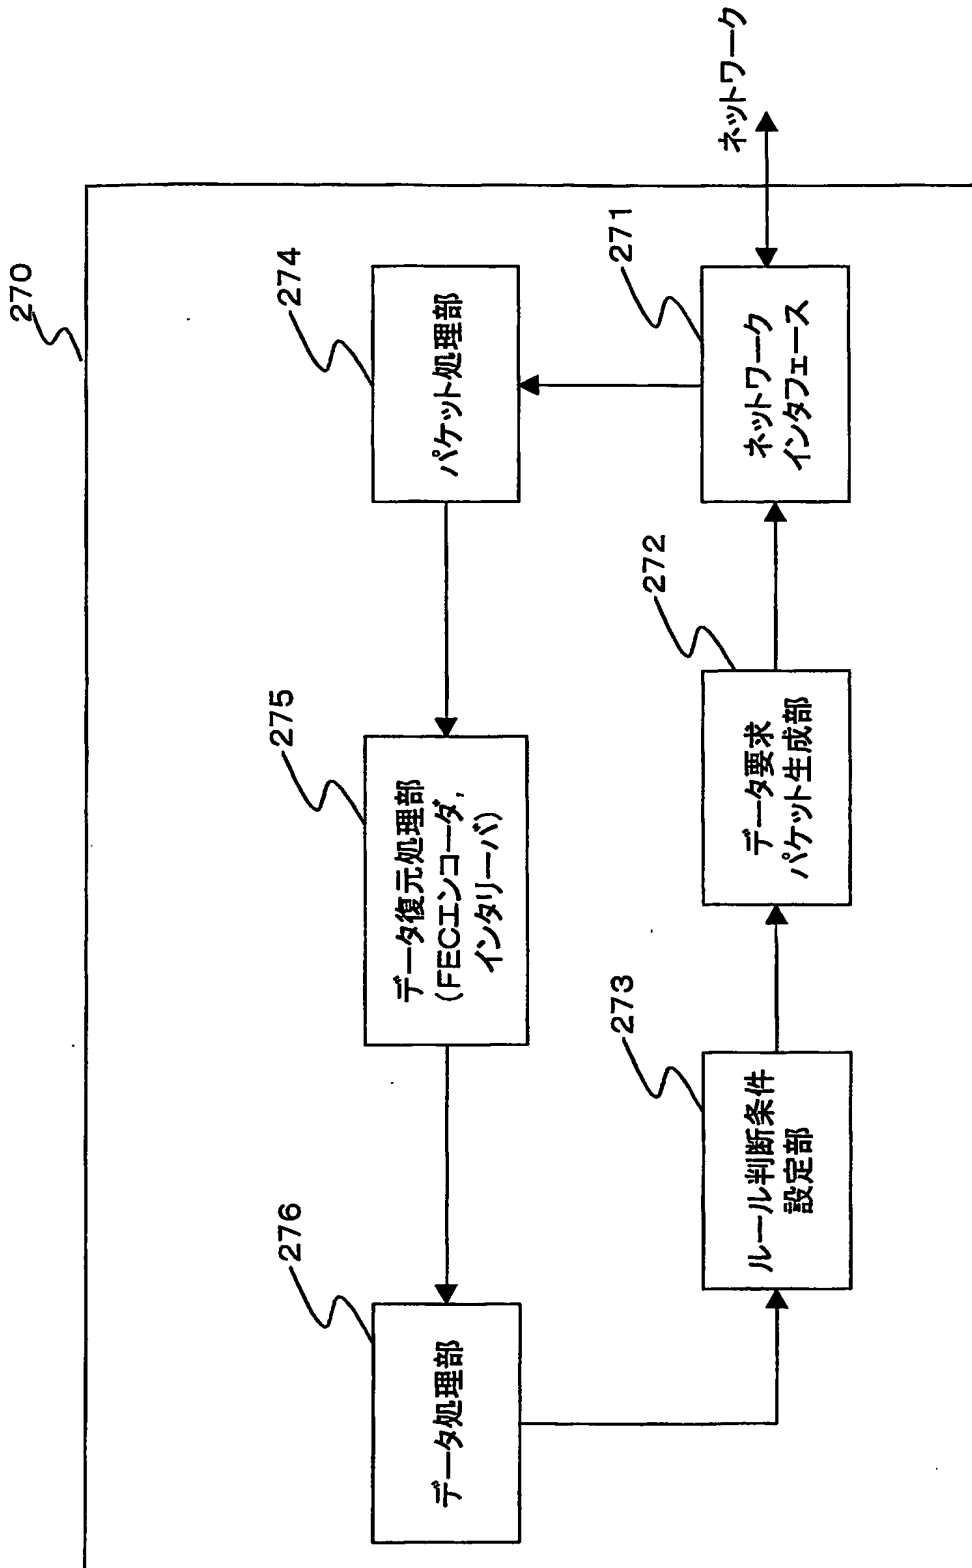 270
276
データ処理部
275
データ復元処理部
(FECエンコーダ,
インタリーバ)
274
パケット処理部
273
ルール判断条件
設定部
272
データ要求
パケット生成部
271
ネットワーク
インタフェース
ネットワーク